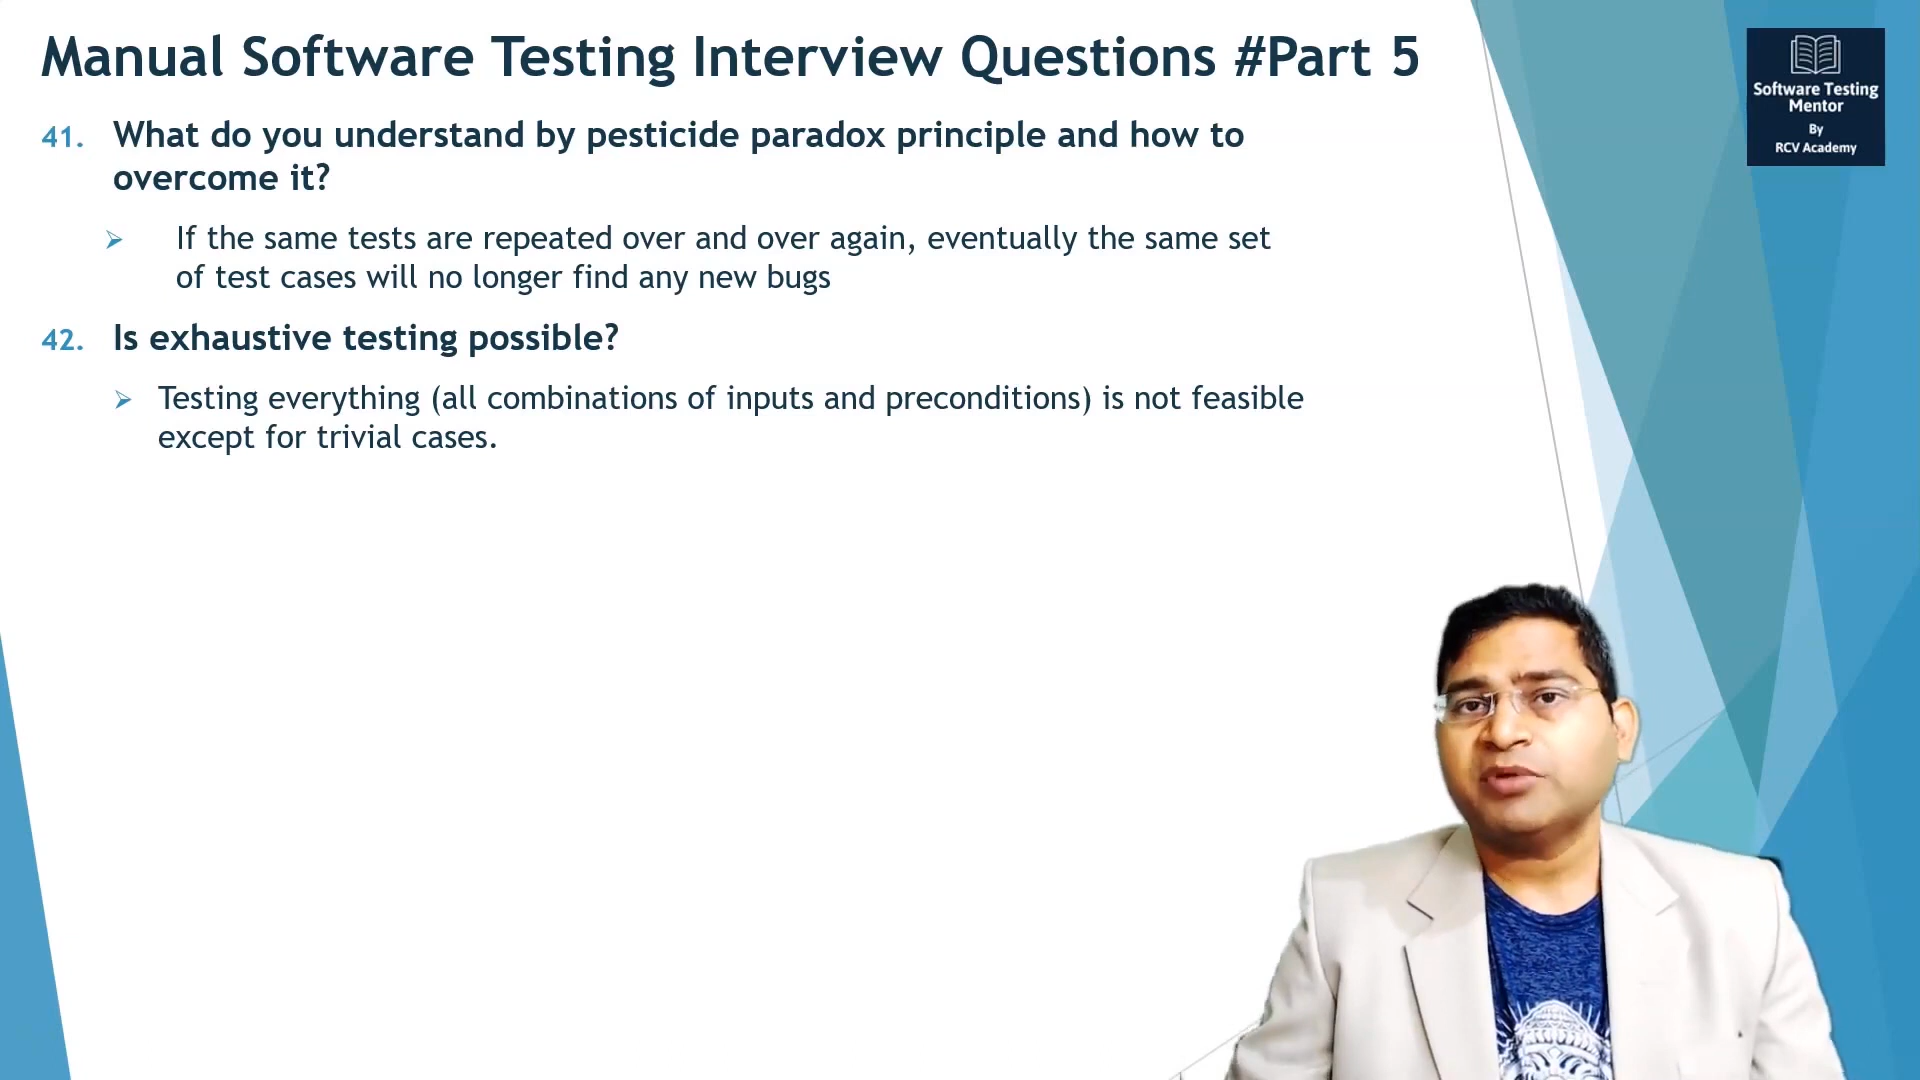 Manual Software Testing Interview Questions #Part 5
Software Testing
Mentor
By
RCV Academy
41. What do you understand by pesticide paradox principle and how to
overcome it?
If the same tests are repeated over and over again, eventually the same set
of test cases will no longer find any new bugs
42. Is exhaustive testing possible?
Testing everything (all combinations of inputs and preconditions) is not feasible
except for trivial cases.